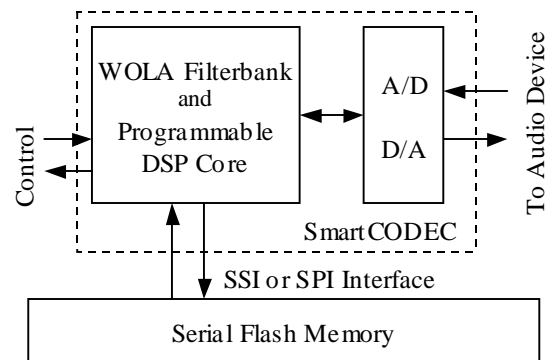 WOLA Filterbank
and
Programmable
DSP Core
A/D
D/A
Control
To Audio Device
SmartCODEC
SSI or SPI Interface
Serial Flash Memory